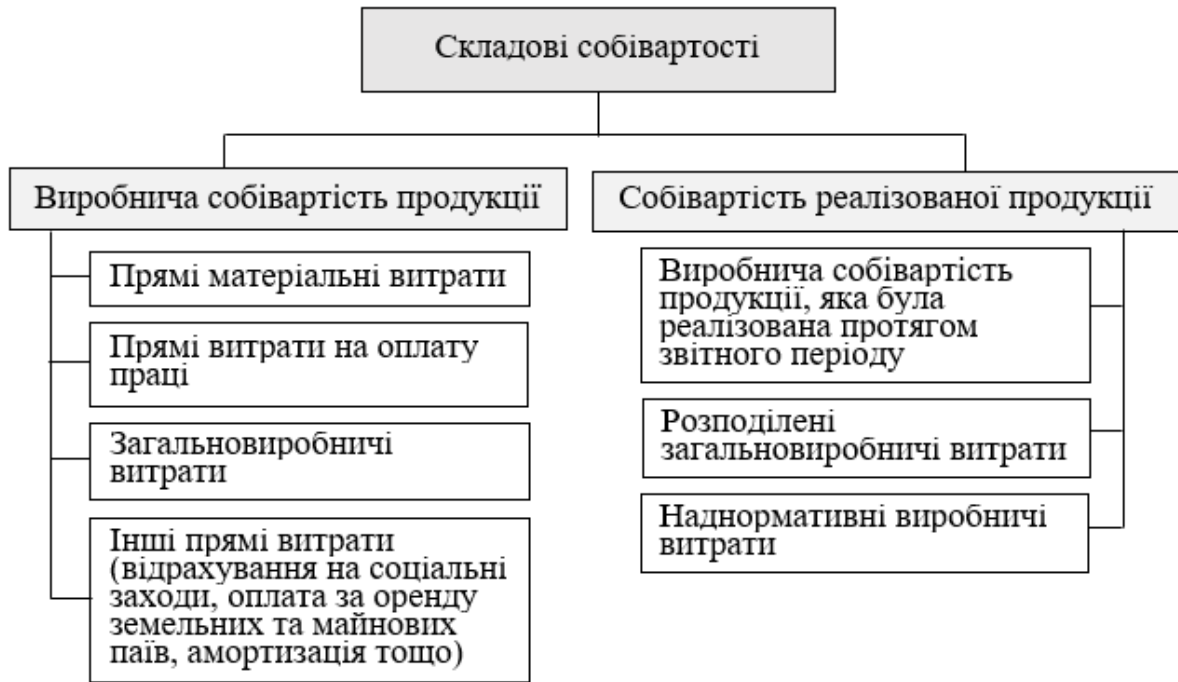 Складові собівартості
Виробнича собівартість продукції
Прямі матеріальні витрати
Прямі витрати на оплату
праці
Загальновиробничі
витрати
Інші прямі витрати
(відрахування на соціальні
заходи, оплата за оренду
земельних та майнових
паїв, амортизація тощо)
Собівартість реалізованої продукції
Виробнича собівартість
продукції, яка була
реалізована протягом
звітного періоду
Розподілені
загальновиробничі витрати
Наднормативні виробничі
витрати